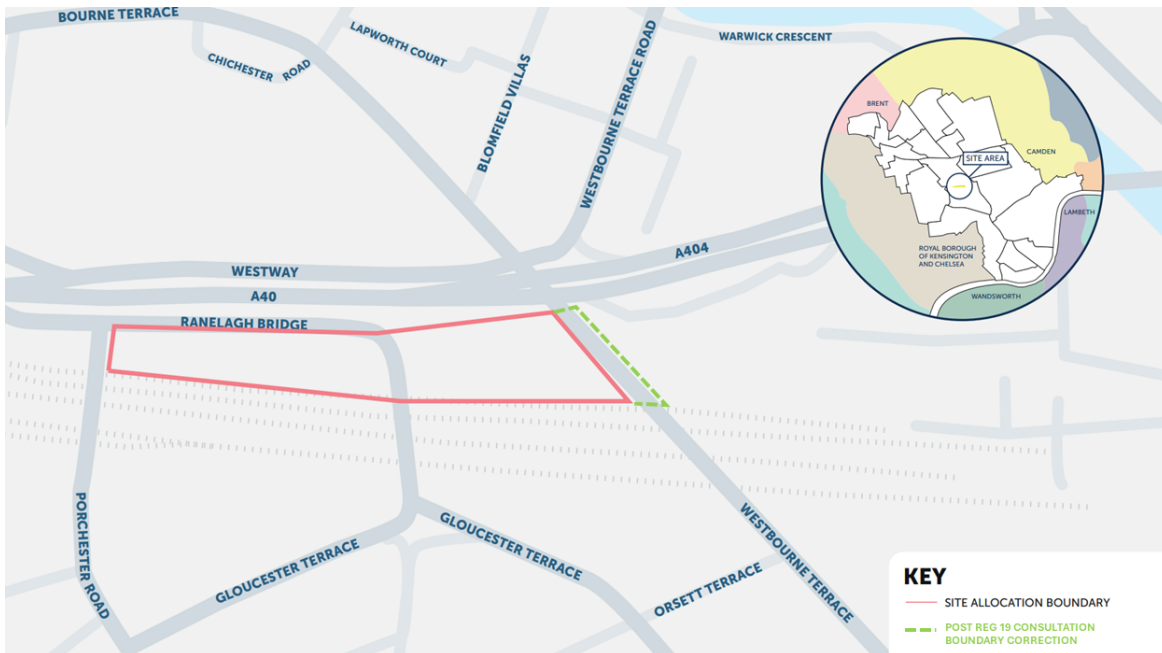 BOURNE TERRACE
LAPWORTH COURT
WARWICK CRESCENT
CHICHESTER ROAD
BLOMFIELD VILLAS
WESTBOURNE TERRACE ROAD
BRENT
CAMDEN
SITE AREA
LAMBETH
ROYAL BOROUGH
OF KENSINGTON
AND CHELSEA
WANDSWORTH
A404
WESTWAY
A40
RANELAGH BRIDGE
PORCHESTER ROAD
GLOUCESTER TERRACE
GLOUCESTER TERRACE
WESTBOURNE TERRACE
ORSETT TERRACE
KEY
SITE ALLOCATION BOUNDARY
POST REG 19 CONSULTATION
BOUNDARY CORRECTION